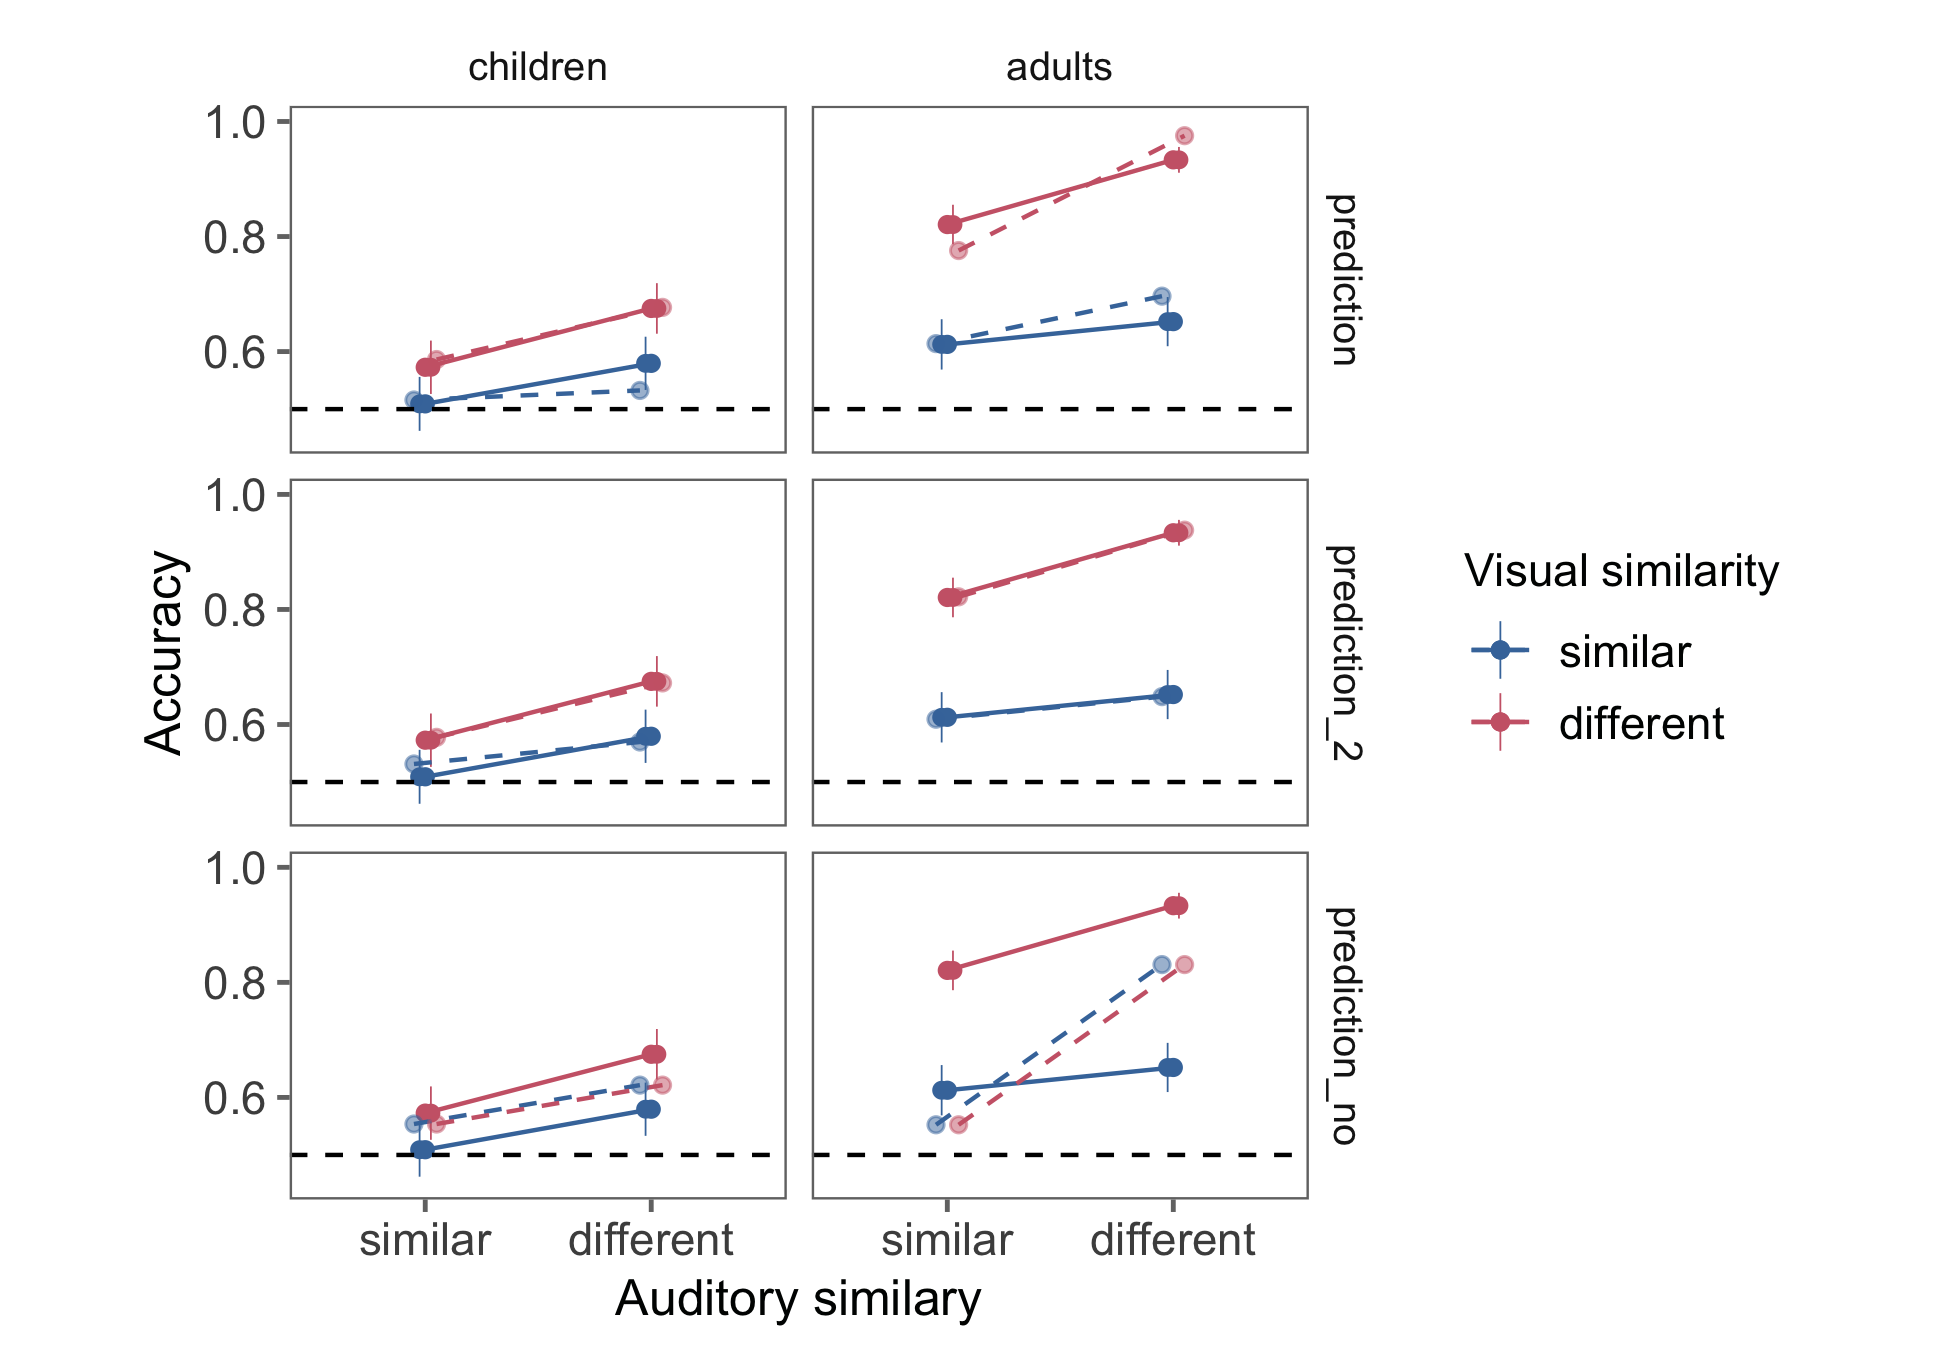 children
adults
1.0
0.8
0.6
prediction
1.0
0.8
0.6
prediction_2
1.0
0.8
0.6
prediction_no
Accuracy
similar
different
similar
different
Auditory similary
Visual similarity
similar
different